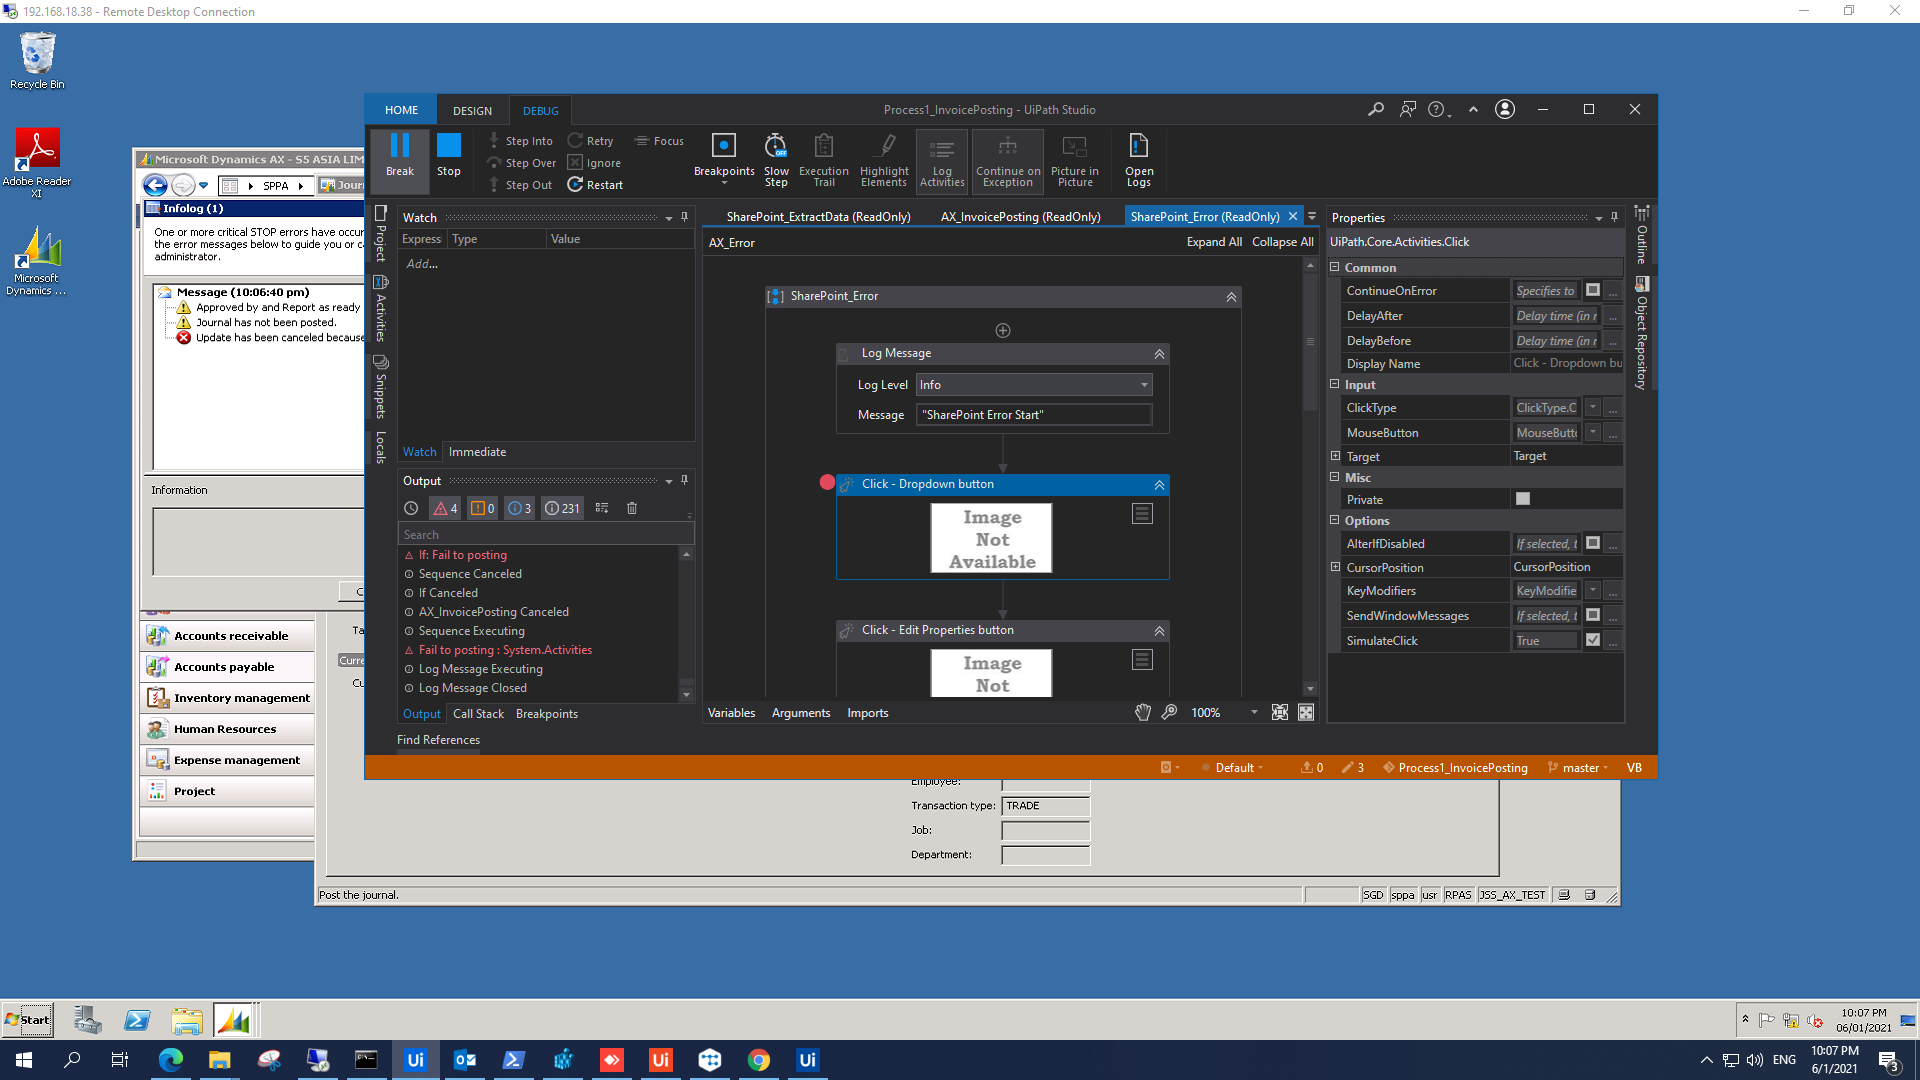 192.168.18.38 - Remote Desktop Connection
Recycle Bin
Adobe Reader
XI
Microsoft
Dynamics ...
Microsoft Dynamics AX - S5 ASIA LIM
SPPA
Jour
Infolog (1)
One or more critical STOP errors have occur
the error messages below to guide you or ca
administrator.
Message (10:06:40 pm)
Approved by and Report as ready
Journal has not been posted.
Update has been canceled because
Information
C
Accounts receivable
Accounts payable
Inventory management
Human Resources
Expense management
Project
Ta
Curre
Cu
HOME
DESIGN
DEBUG
Process1_InvoicePosting - UiPath Studio
Break
Stop
Step Into
Step Over
Step Out
Retry
Ignore
Restart
Focus
Breakpoints
Slow
Step
Execution
Trail
Highlight
Elements
Log
Activities
Continue on
Exception
Picture in
Picture
Open
Logs
Project
Activities
Snippets
Locals
Watch
Express
Type
Value
Add...
Watch
Immediate
Output
4
0
3
231
Search
If: Fail to posting
Sequence Canceled
If Canceled
AX_InvoicePosting Canceled
Sequence Executing
Fail to posting : System.Activities
Log Message Executing
Log Message Closed
Output
Call Stack
Breakpoints
Find References
SharePoint_ExtractData (ReadOnly)
AX_InvoicePosting (ReadOnly)
SharePoint_Error (ReadOnly)
AX_Error
Expand All
Collapse All
SharePoint_Error
Log Message
Log Level
Info
Message
"SharePoint Error Start"
Click - Dropdown button
Image
Not
Available
Click - Edit Properties button
Image
Not
Variables
Arguments
Imports
100%
Properties
UiPath.Core.Activities.Click
Common
ContinueOnError
Specifies to
...
DelayAfter
Delay time (in r
...
DelayBefore
Delay time (in r
...
Display Name
Click - Dropdown bu
Input
ClickType
ClickType.C
...
MouseButton
MouseButto
...
Target
Target
Misc
Private
Options
AlterIfDisabled
If selected, t
...
CursorPosition
CursorPosition
KeyModifiers
KeyModifie
...
SendWindowMessages
If selected, t
...
SimulateClick
True
...
Outline
Object Repository
Default
0
3
Process1_InvoicePosting
master
VB
Employee:
Transaction type:
TRADE
Job:
Department:
Post the journal.
SGD
sppa
usr
RPAS
JSS_AX_TEST
Start
10:07 PM
06/01/2021
ENG
10:07 PM
6/1/2021
3